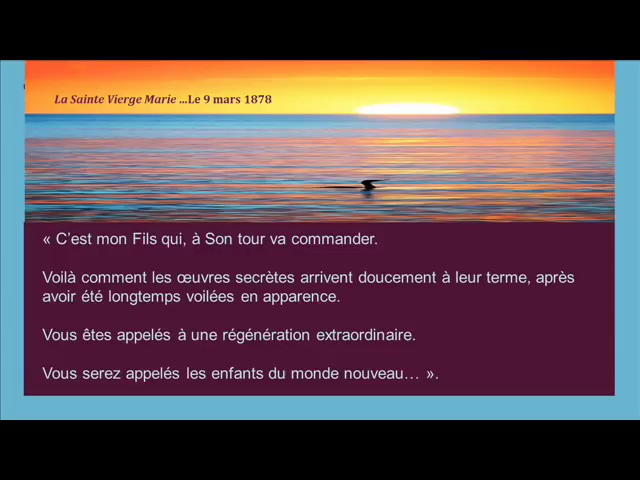 La Sainte Vierge Marie ...Le 9 mars 1878
« C’est mon Fils qui, à Son tour va commander.
Voilà comment les œuvres secrètes arrivent doucement à leur terme, après
avoir été longtemps voilées en apparence.
Vous êtes appelés à une régénération extraordinaire.
Vous serez appelés les enfants du monde nouveau… ».